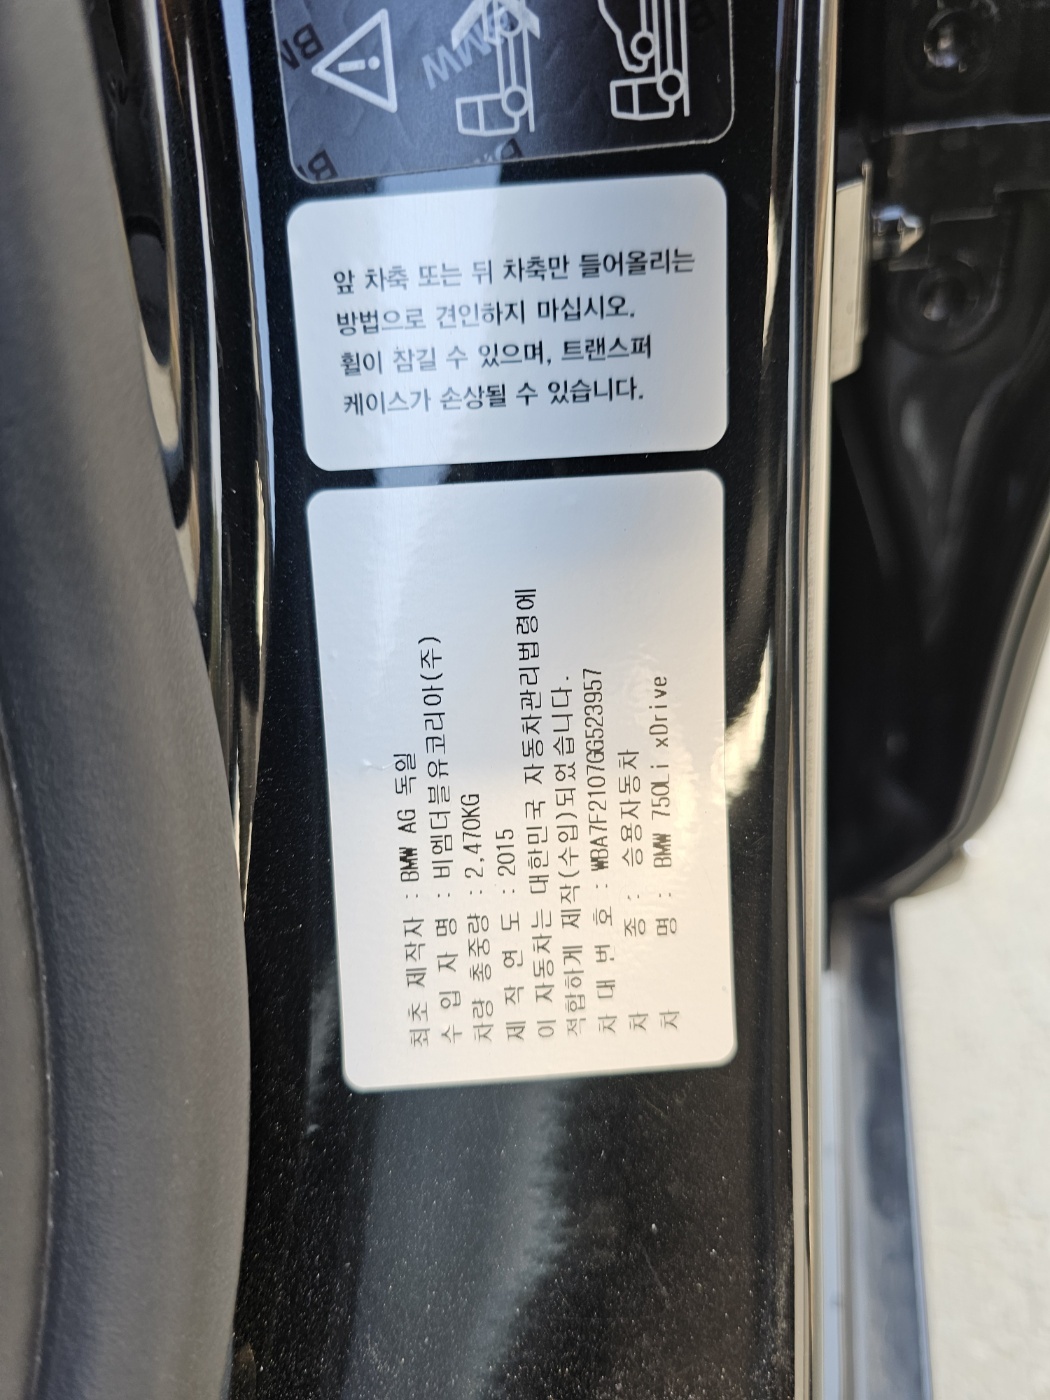 BMW
앞 차축 또는 뒤 차축만 들어올리는
방법으로 견인하지 마십시오.
휠이 잠길 수 있으며, 트랜스퍼
케이스가 손상될 수 있습니다.
최초 제작자 : BMW AG 독일
수 입 자 명 : 비엠더블유코리아(주)
차량 총중량 : 2,470KG
제 작 연 도 : 2015
이 자동차는 대한민국 자동차관리법령에
적합하게 제작(수입)되었습니다.
차 대 번 호 : WBA7F2107GG523957
차 종 : 승용자동차
차 명 : BMW 750Li xDrive